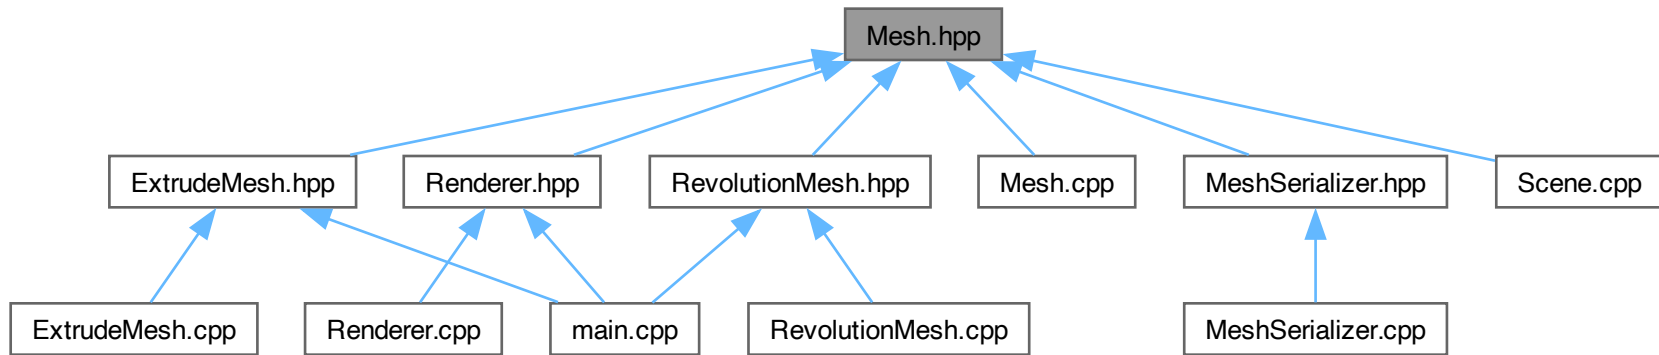 Mesh.hpp
ExtrudeMesh.hpp
Renderer.hpp
RevolutionMesh.hpp
Mesh.cpp
MeshSerializer.hpp
Scene.cpp
ExtrudeMesh.cpp
Renderer.cpp
main.cpp
RevolutionMesh.cpp
MeshSerializer.cpp